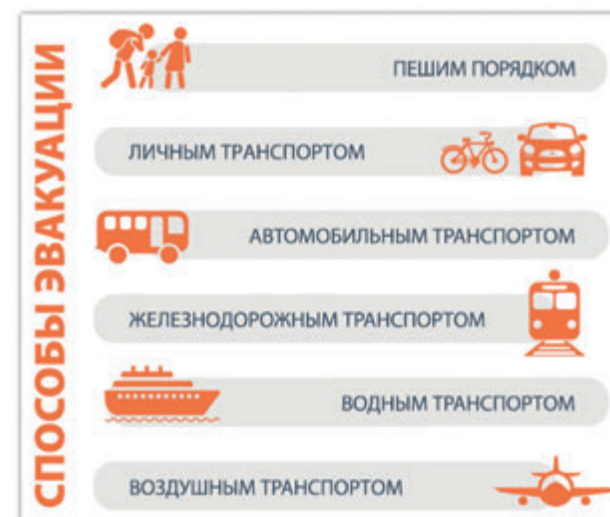 СПОСОБЫ ЭВАКУАЦИИ
ПЕШИМ ПОРЯДКОМ
ЛИЧНЫМ ТРАНСПОРТОМ
АВТОМОБИЛЬНЫМ ТРАНСПОРТОМ
ЖЕЛЕЗНОДОРОЖНЫМ ТРАНСПОРТОМ
ВОДНЫМ ТРАНСПОРТОМ
ВОЗДУШНЫМ ТРАНСПОРТОМ